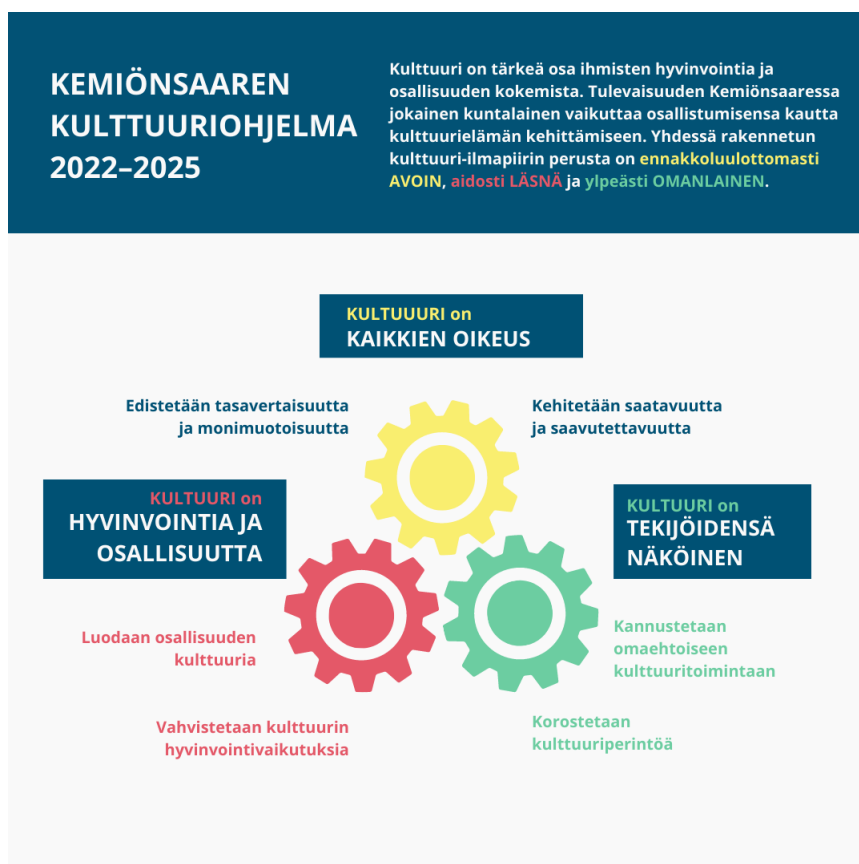 KEMIÖNSAAREN
KULTTUURIOHJELMA
2022–2025
Kulttuuri on tärkeä osa ihmisten hyvinvointia ja
osallisuuden kokemista. Tulevaisuuden Kemiönsaaressa
jokainen kuntalainen vaikuttaa osallistumisensa kautta
kulttuurielämän kehittämiseen. Yhdessä rakennetun
kulttuuri-ilmapiirin perusta on ennakkoluulottomasti
AVOIN, aidosti LÄSNÄ ja ylpeästi OMANLAINEN.
KULTUUURI on
KAIKKIEN OIKEUS
Edistetään tasavertaisuutta
ja monimuotoisuutta
Kehitetään saatavuutta
ja saavutettavuutta
KULTUURI on
HYVINVOINTIA JA
OSALLISUUTTA
KULTUURI on
TEKIJÖIDENSÄ
NÄKÖINEN
Luodaan osallisuuden
kulttuuria
Kannustetaan
omaehtoiseen
kulttuuritoimintaan
Vahvistetaan kulttuurin
hyvinvointivaikutuksia
Korostetaan
kulttuuriperintöä